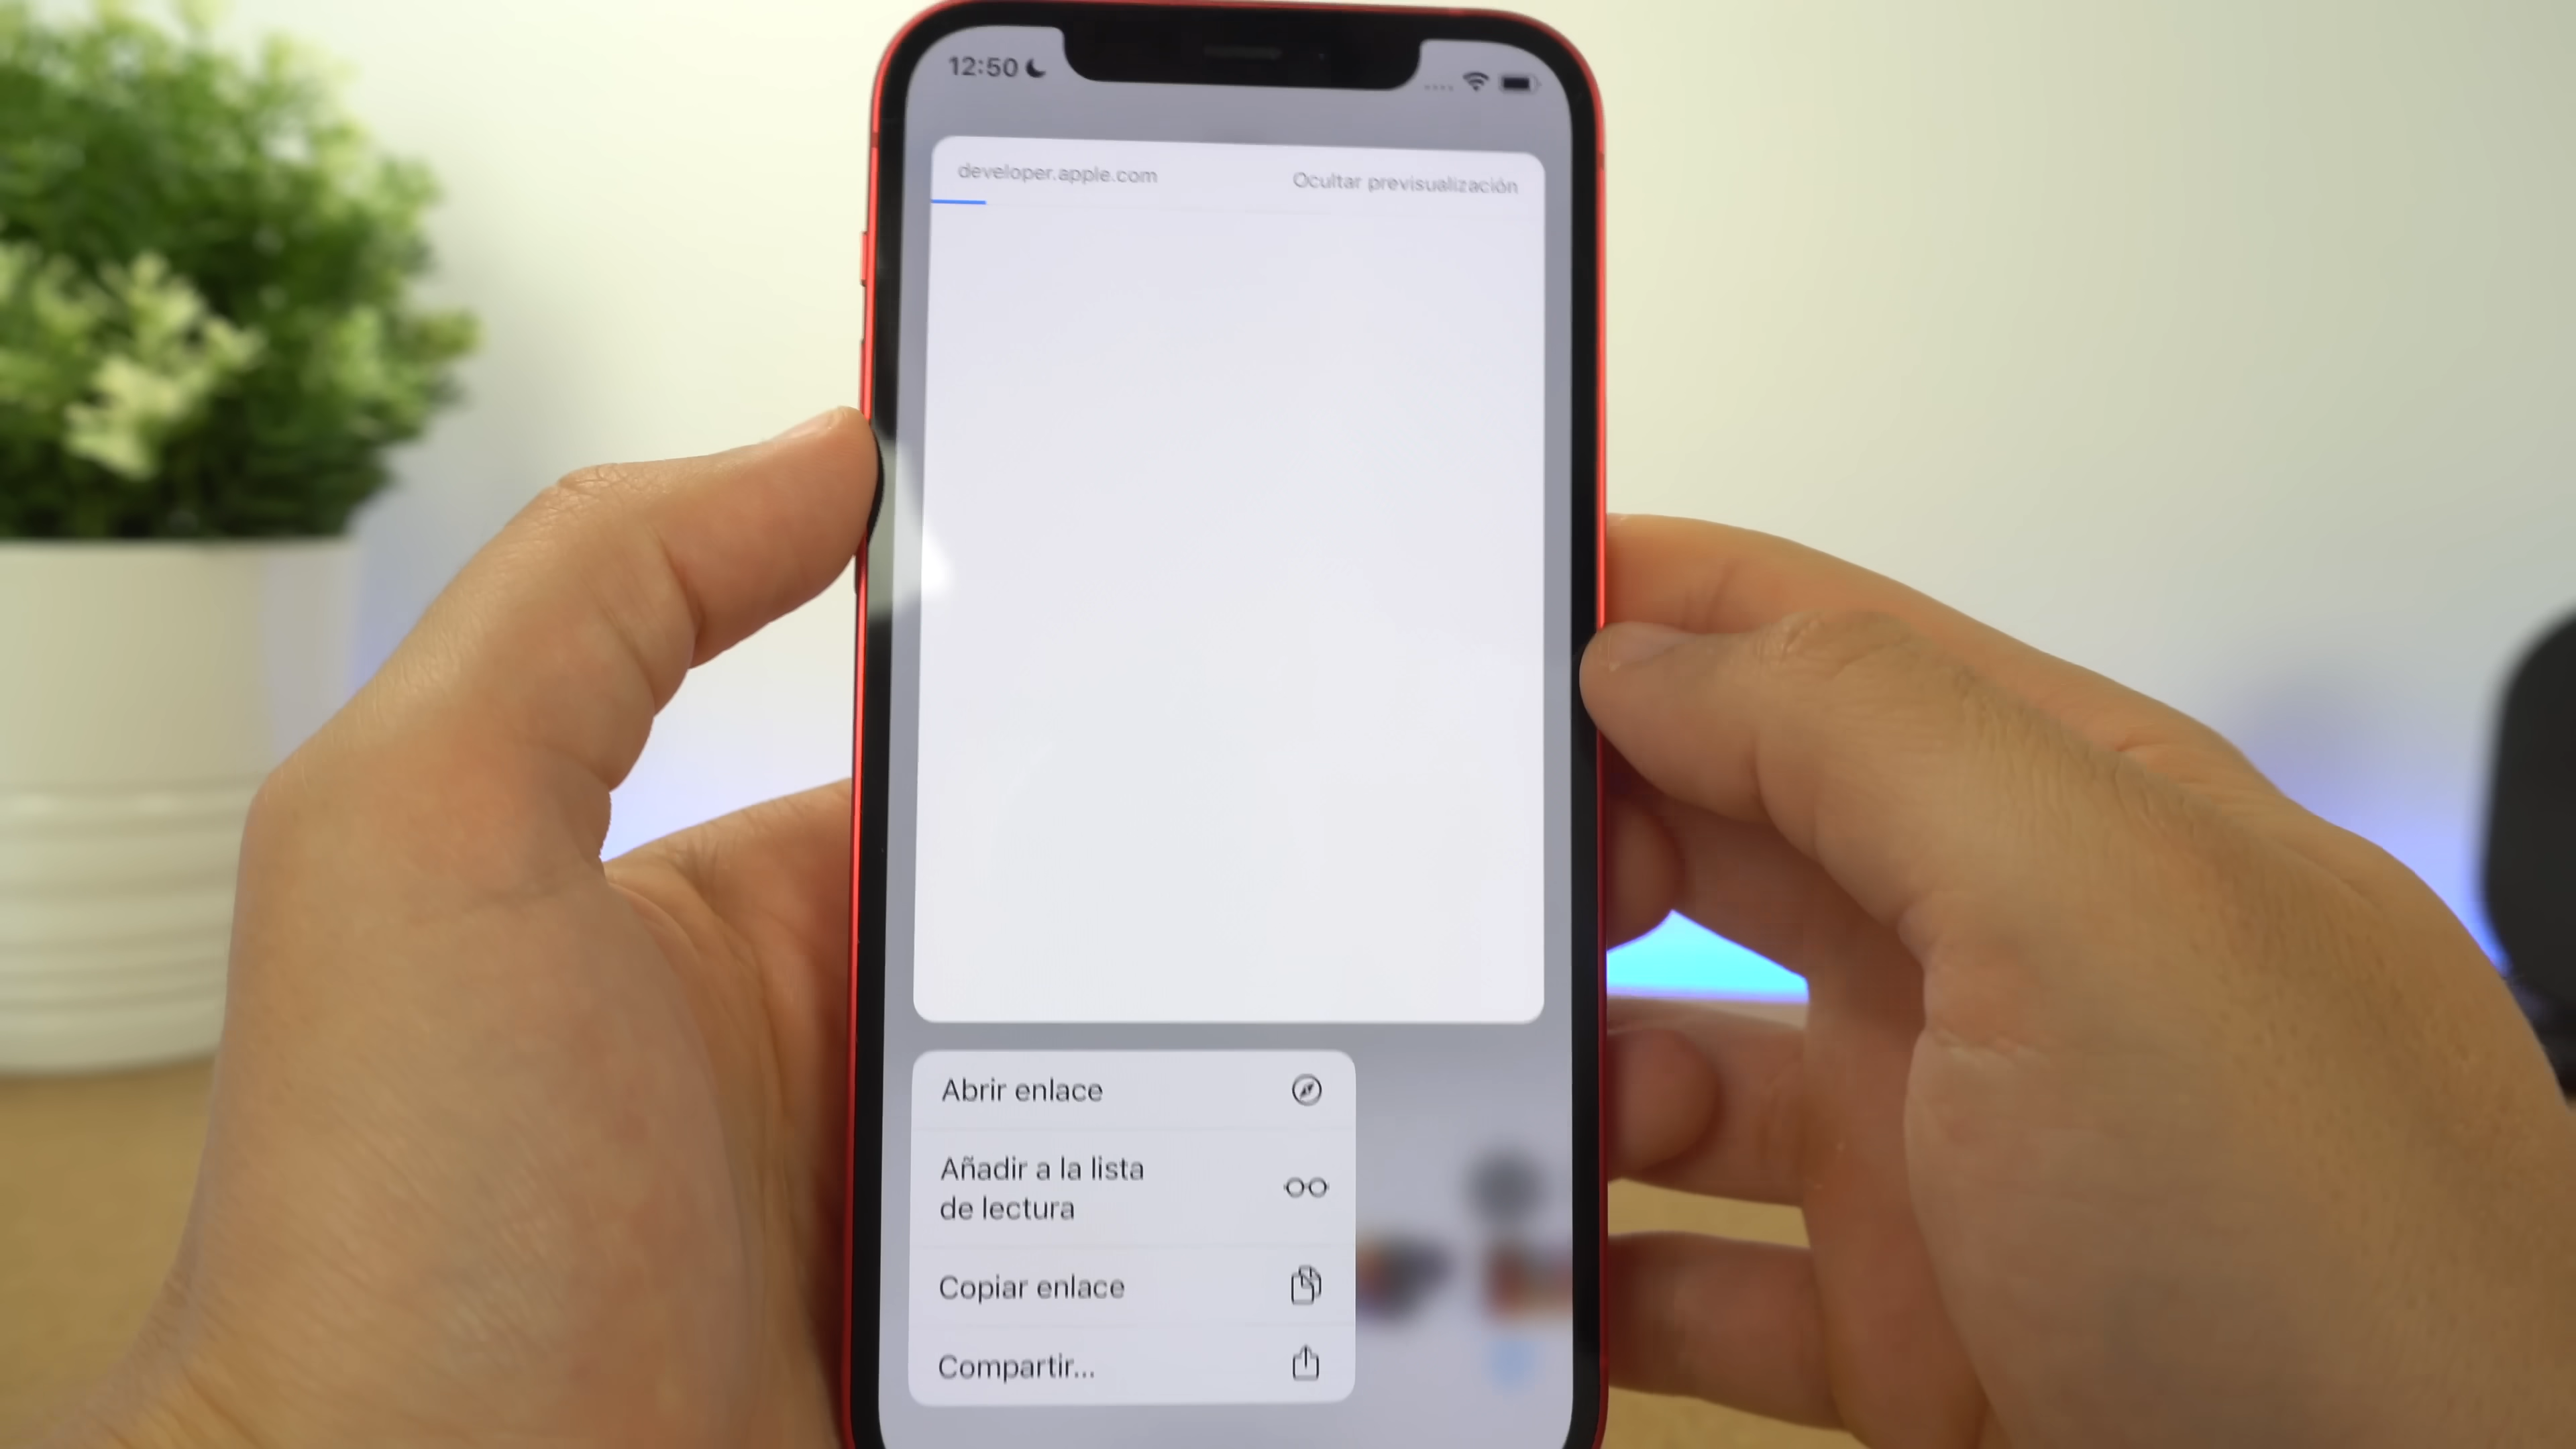 12:50
developer.apple.com
Ocultar previsualización
Abrir enlace
Añadir a la lista
de lectura
Copiar enlace
Compartir...